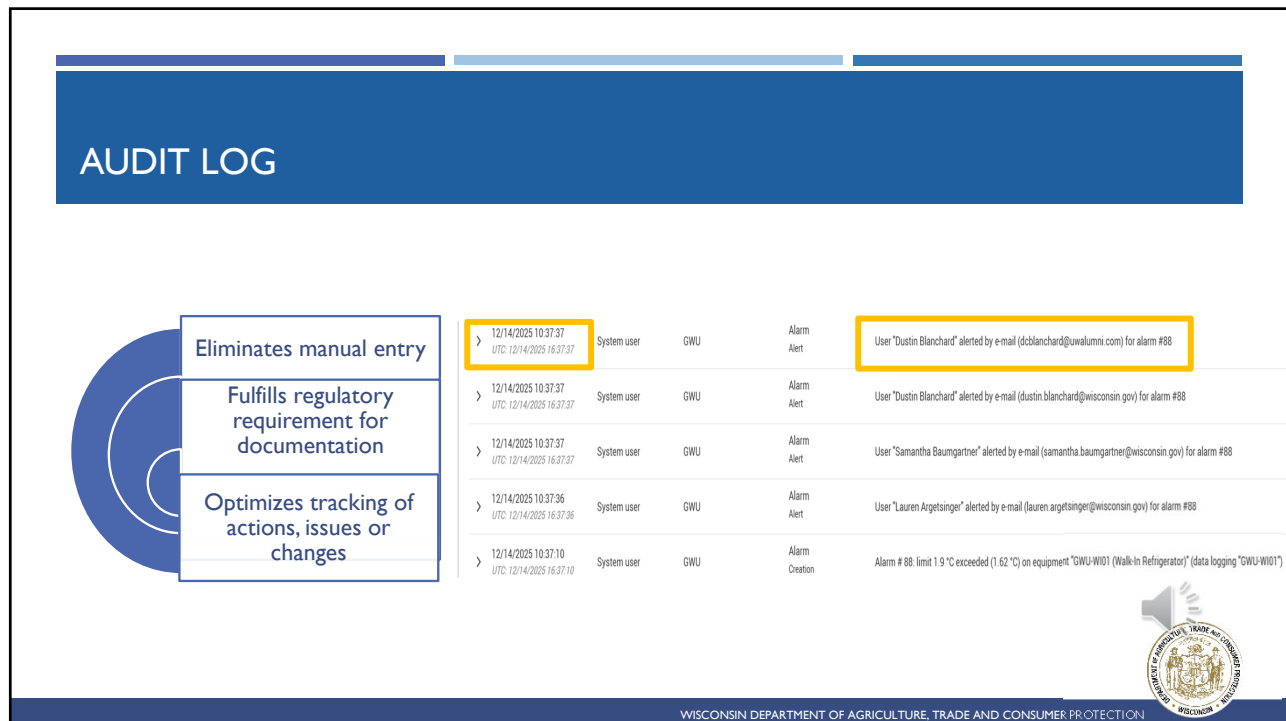 AUDIT LOG
Eliminates manual entry
Fulfills regulatory
requirement for
documentation
Optimizes tracking of
actions, issues or
changes
12/14/2025 10:37:37
UTC: 12/14/2025 16:37:37
System user
GWU
Alarm
Alert
User "Dustin Blanchard" alerted by e-mail (dcblanchard@uwalumni.com) for alarm #88
12/14/2025 10:37:37
UTC: 12/14/2025 16:37:37
System user
GWU
Alarm
Alert
User "Dustin Blanchard" alerted by e-mail (dustin.blanchard@wisconsin.gov) for alarm #88
12/14/2025 10:37:37
UTC: 12/14/2025 16:37:37
System user
GWU
Alarm
Alert
User "Samantha Baumgartner" alerted by e-mail (samantha.baumgartner@wisconsin.gov) for alarm #88
12/14/2025 10:37:36
UTC: 12/14/2025 16:37:36
System user
GWU
Alarm
Alert
User "Lauren Argetsinger" alerted by e-mail (lauren.argetsinger@wisconsin.gov) for alarm #88
12/14/2025 10:37:10
UTC: 12/14/2025 16:37:10
System user
GWU
Alarm
Creation
Alarm # 88: limit 1.9 °C exceeded (1.62 °C) on equipment "GWU-WI01 (Walk-In Refrigerator)" (data logging "GWU-WI01")
DEPARTMENT OF AGRICULTURE, TRADE AND CONSUMER PROTECTION
WISCONSIN
WISCONSIN DEPARTMENT OF AGRICULTURE, TRADE AND CONSUMER PROTECTION